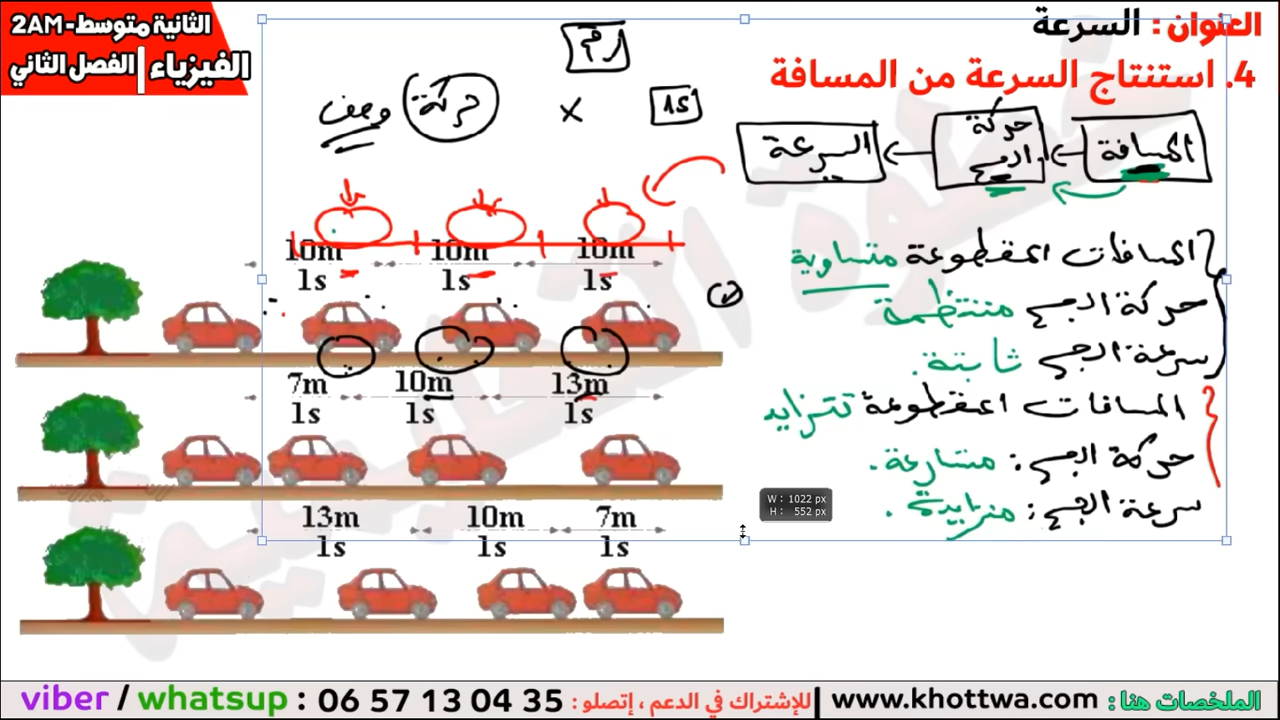 العنوان : السرعة
الثانية متوسط - 2AM
الفيزياء | الفصل الثاني
4. استنتاج السرعة من المسافة
1s × حركة وصف
المسافة ← حركة الجسم ← السرعة
المسافات المقطوعة متساوية
حركة الجسم منتظمة
سرعة الجسم ثابتة.
المسافات المقطوعة تتزايد
حركة الجسم : متسارعة.
سرعة الجسم : متزايدة.
10m 10m 10m
1s 1s 1s
7m 10m 13m
1s 1s 1s
13m 10m 7m
1s 1s 1s
W : 1022 px
H : 552 px
الملخصات هنا : www.khottwa.com | للإشتراك في الدعم ، إتصلو : 06 57 13 04 35 : viber / whatsup